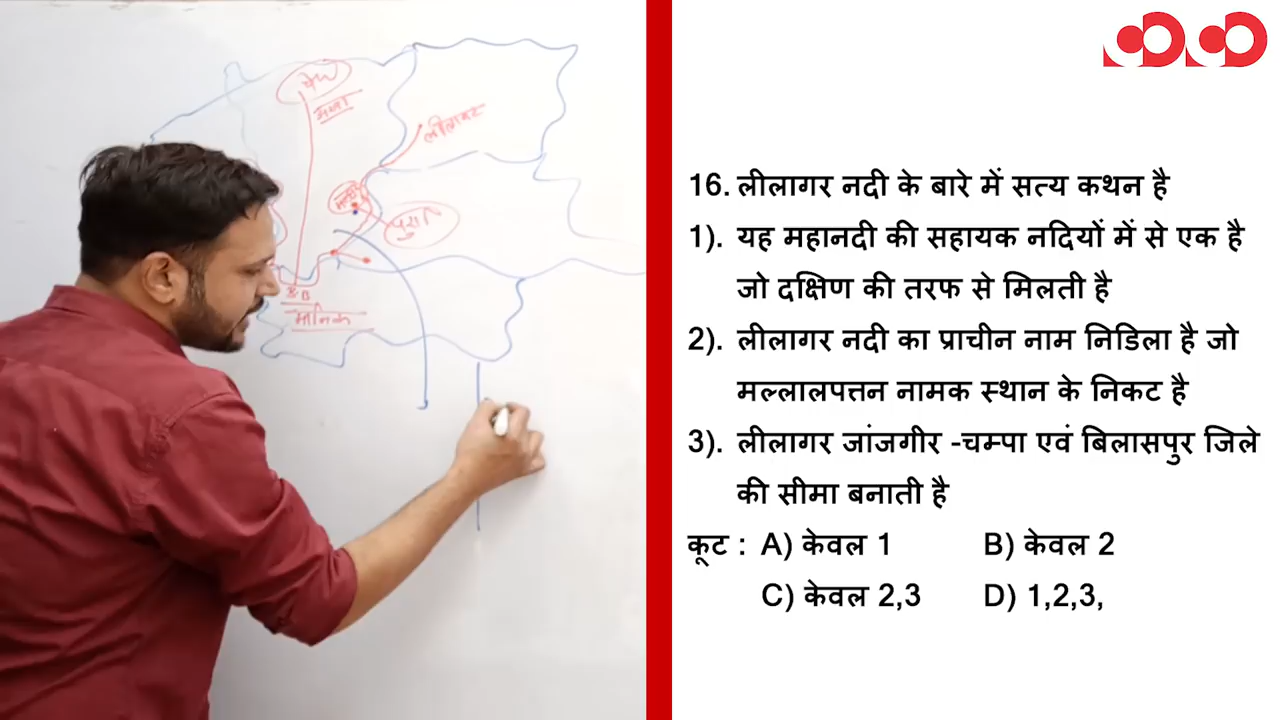 लीलागर
16. लीलागर नदी के बारे में सत्य कथन है
1). यह महानदी की सहायक नदियों में से एक है
जो दक्षिण की तरफ से मिलती है
2). लीलागर नदी का प्राचीन नाम निडिला है जो
मल्लालपत्तन नामक स्थान के निकट है
3). लीलागर जांजगीर -चम्पा एवं बिलासपुर जिले
की सीमा बनाती है
कूट : A) केवल 1 B) केवल 2
C) केवल 2,3 D) 1,2,3,